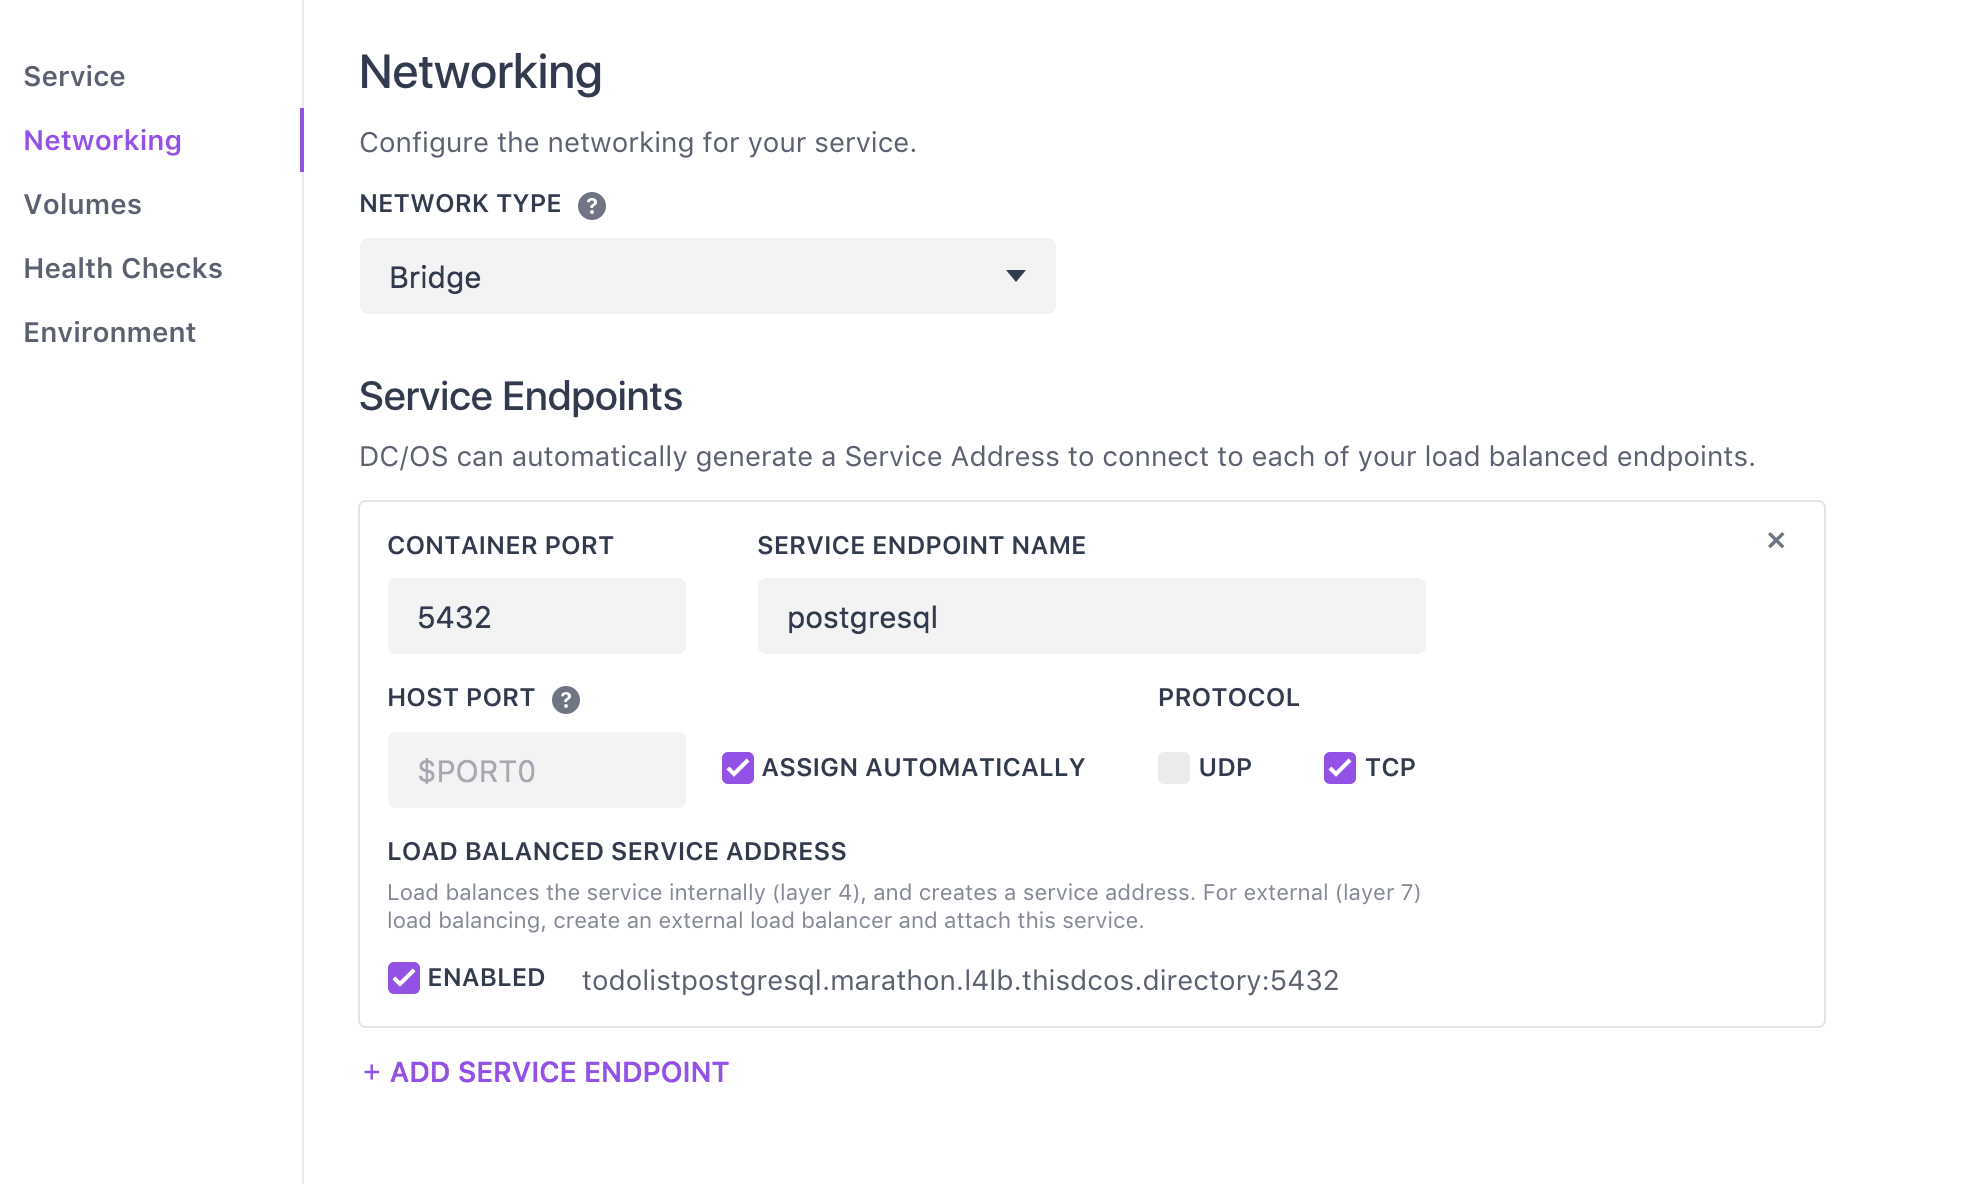 Service
Networking
Volumes
Health Checks
Environment
Networking
Configure the networking for your service.
NETWORK TYPE ?
Bridge
Service Endpoints
DC/OS can automatically generate a Service Address to connect to each of your load balanced endpoints.
CONTAINER PORT SERVICE ENDPOINT NAME
5432 postgresql
HOST PORT ? PROTOCOL
$PORT0 ASSIGN AUTOMATICALLY UDP TCP
LOAD BALANCED SERVICE ADDRESS
Load balances the service internally (layer 4), and creates a service address. For external (layer 7)
load balancing, create an external load balancer and attach this service.
ENABLED todolistpostgresql.marathon.l4lb.thisdcos.directory:5432
+ ADD SERVICE ENDPOINT